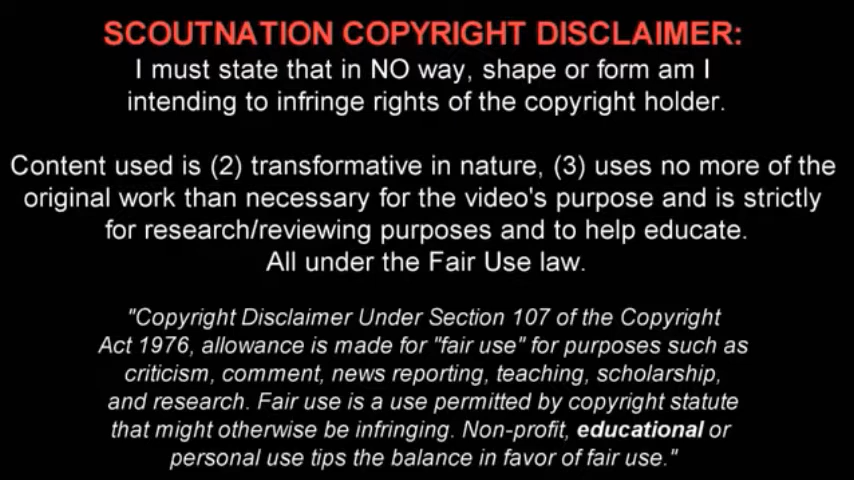 SCOUTNATION COPYRIGHT DISCLAIMER:
I must state that in NO way, shape or form am I
intending to infringe rights of the copyright holder.
Content used is (2) transformative in nature, (3) uses no more of the
original work than necessary for the video's purpose and is strictly
for research/reviewing purposes and to help educate.
All under the Fair Use law.
"Copyright Disclaimer Under Section 107 of the Copyright
Act 1976, allowance is made for "fair use" for purposes such as
criticism, comment, news reporting, teaching, scholarship,
and research. Fair use is a use permitted by copyright statute
that might otherwise be infringing. Non-profit, educational or
personal use tips the balance in favor of fair use."